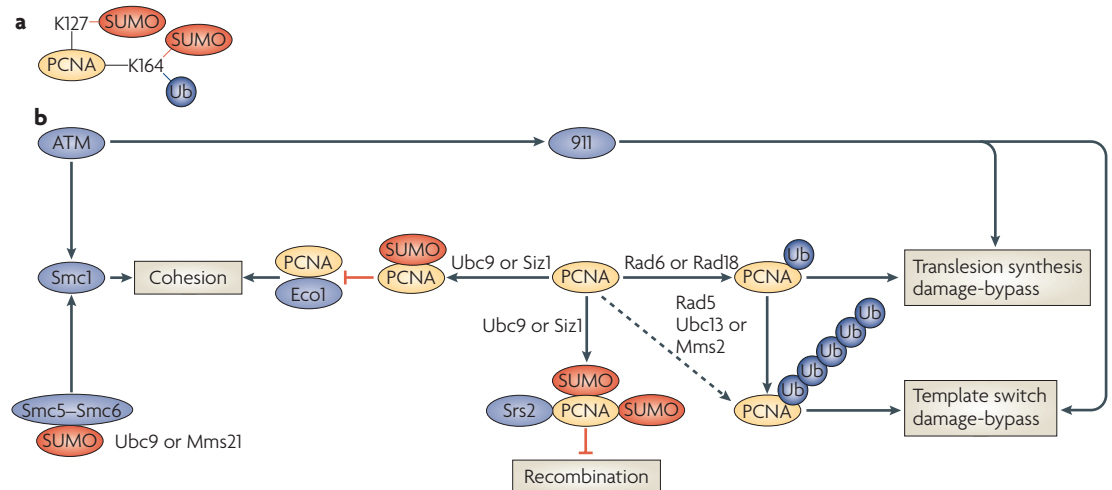 a
K127
SUMO
SUMO
PCNA
K164
Ub
b
ATM
911
Smc1
Cohesion
PCNA
Eco1
SUMO
PCNA
Ubc9 or Siz1
PCNA
Rad6 or Rad18
PCNA
Ub
Translesion synthesis
damage-bypass
Ubc9 or Siz1
Rad5
Ubc13 or
Mms2
Ub
Ub
Ub
Ub
Ub
PCNA
Template switch
damage-bypass
SUMO
Srs2
PCNA
SUMO
Recombination
Smc5–Smc6
SUMO
Ubc9 or Mms21